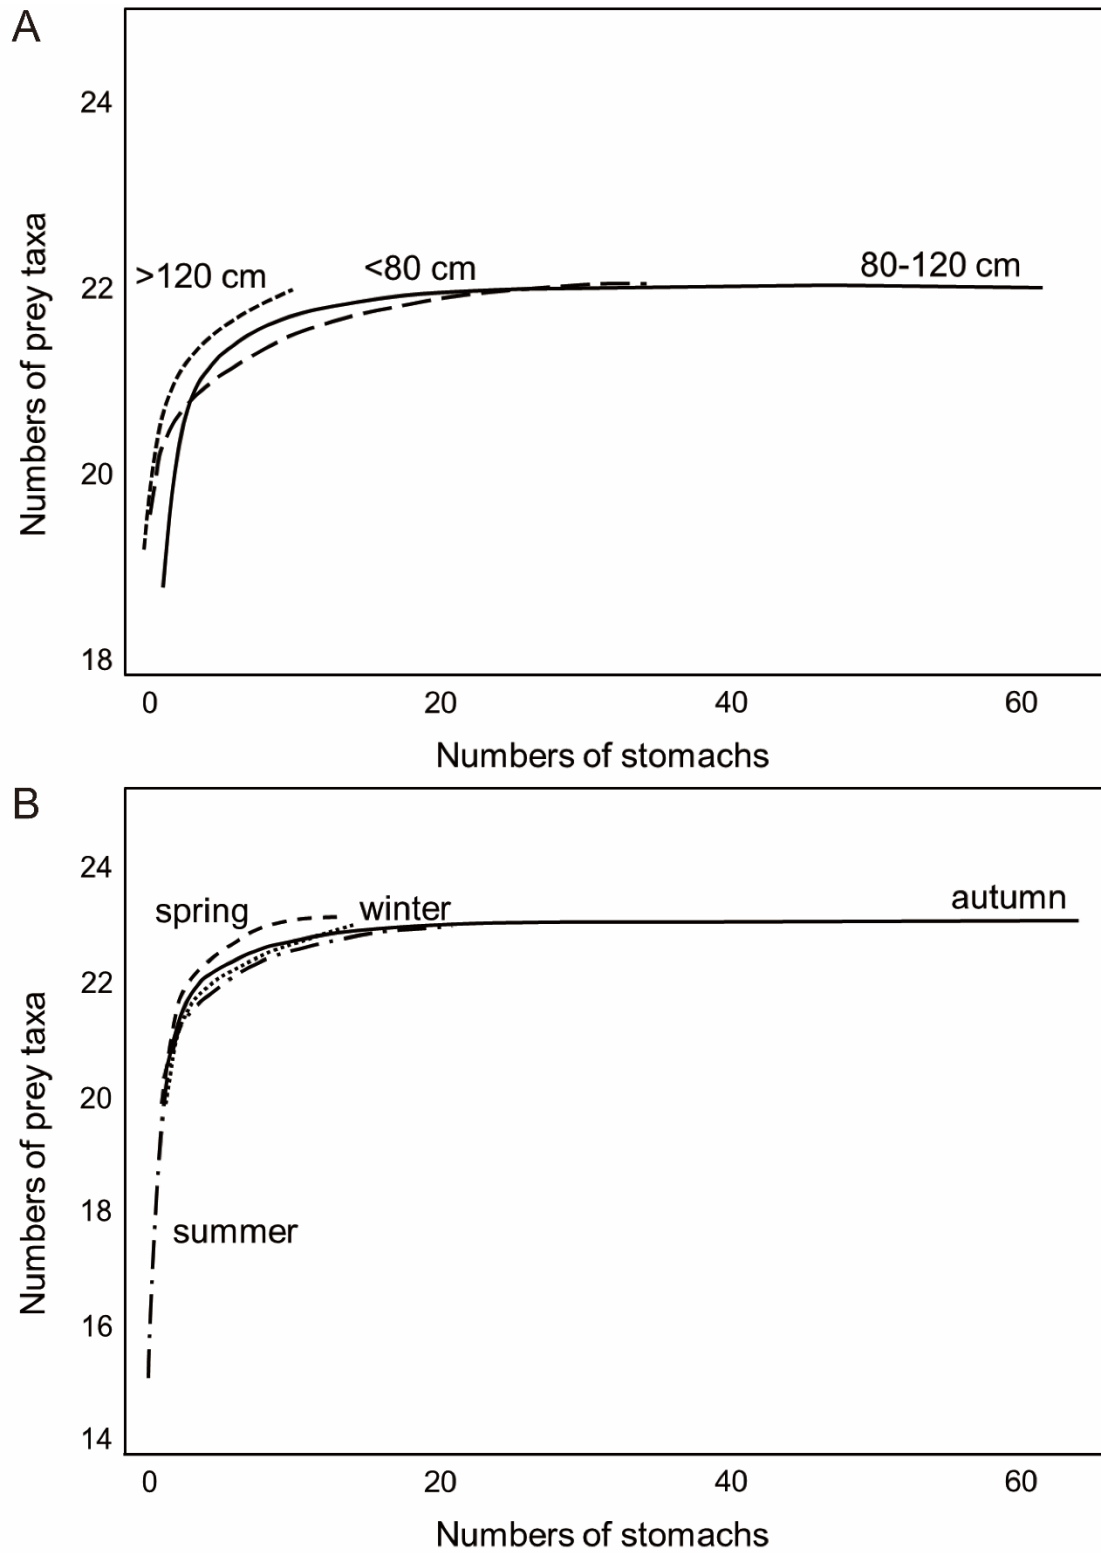 A
24
22
20
18
Numbers of prey taxa
>120 cm
<80 cm
80-120 cm
0 20 40 60
Numbers of stomachs
B
24
22
20
18
16
14
Numbers of prey taxa
spring
winter
autumn
summer
0 20 40 60
Numbers of stomachs